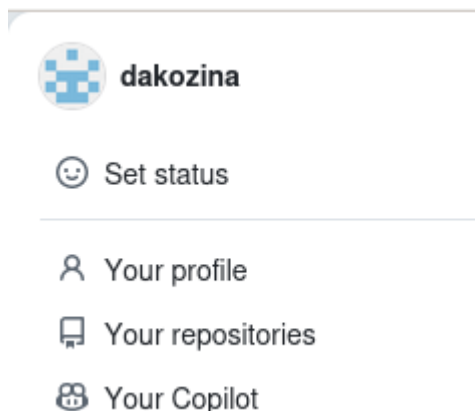 dakozina
Set status
Your profile
Your repositories
Your Copilot